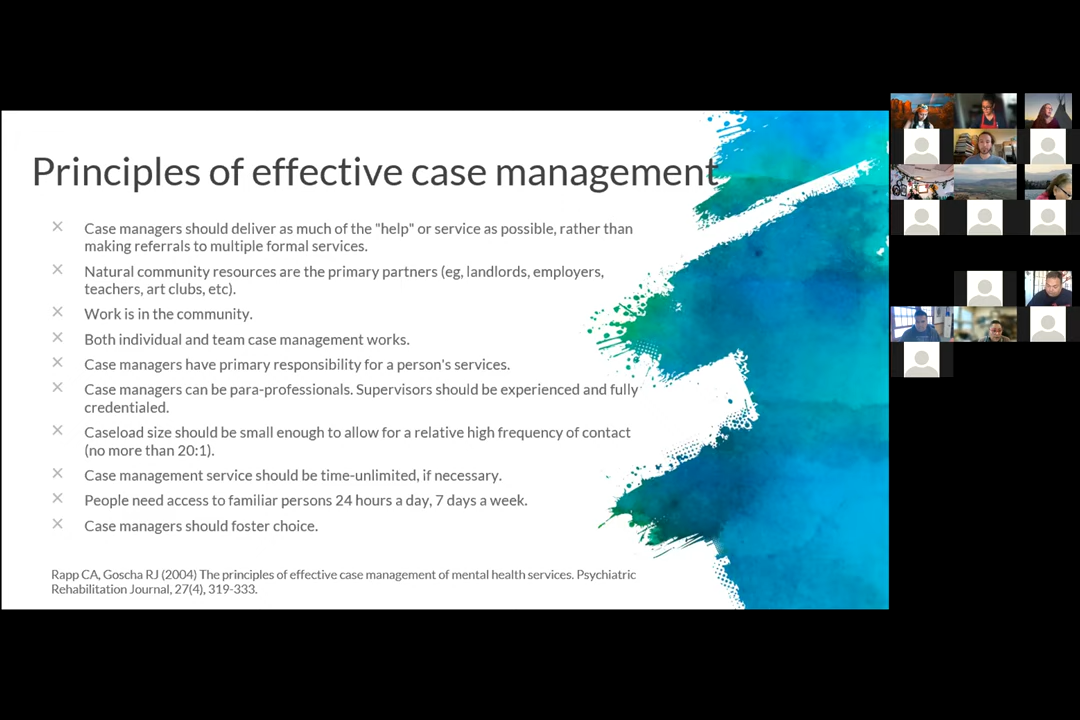 Principles of effective case management
× Case managers should deliver as much of the "help" or service as possible, rather than
making referrals to multiple formal services.
× Natural community resources are the primary partners (eg, landlords, employers,
teachers, art clubs, etc).
× Work is in the community.
× Both individual and team case management works.
× Case managers have primary responsibility for a person's services.
× Case managers can be para-professionals. Supervisors should be experienced and fully
credentialed.
× Caseload size should be small enough to allow for a relative high frequency of contact
(no more than 20:1).
× Case management service should be time-unlimited, if necessary.
× People need access to familiar persons 24 hours a day, 7 days a week.
× Case managers should foster choice.
Rapp CA, Goscha RJ (2004) The principles of effective case management of mental health services. Psychiatric
Rehabilitation Journal, 27(4), 319-333.